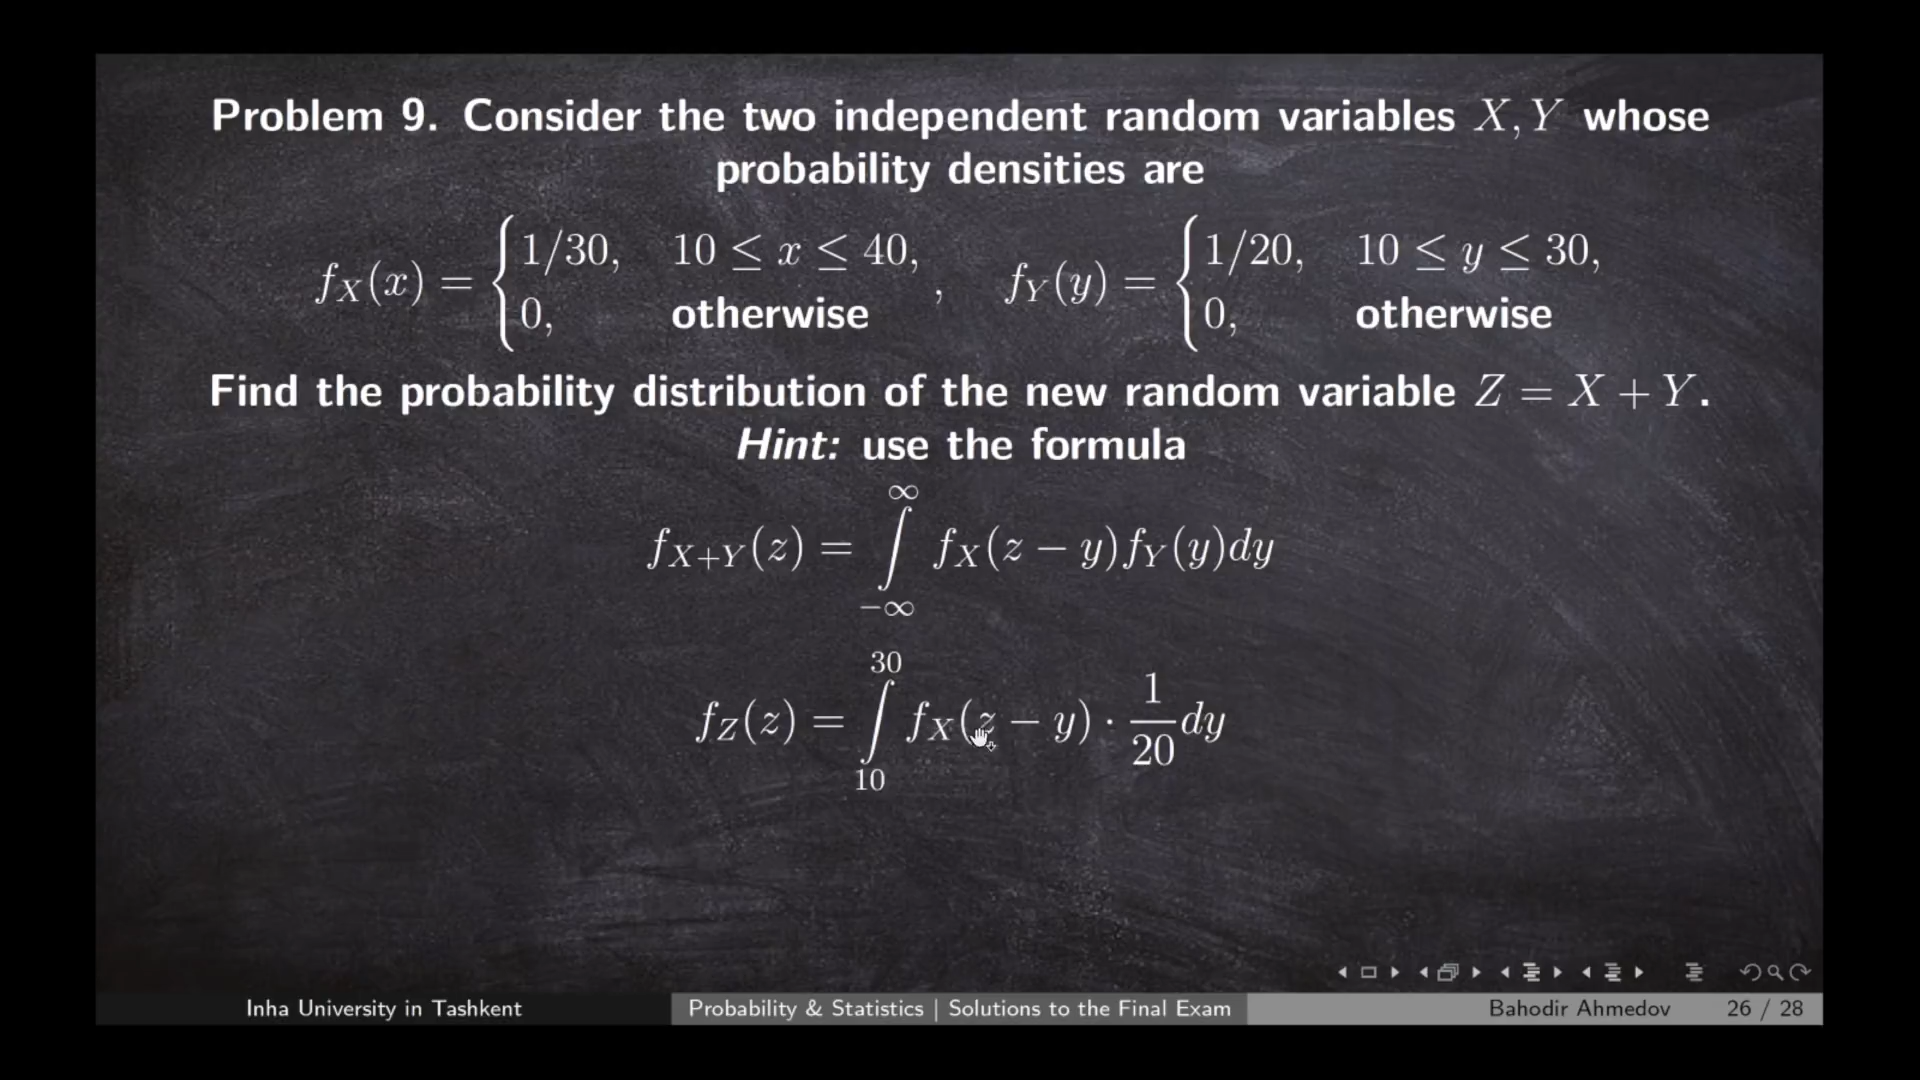 Problem 9. Consider the two independent random variables X, Y whose
probability densities are
f_X(x) = { 1/30, 10 ≤ x ≤ 40, 0, otherwise , f_Y(y) = { 1/20, 10 ≤ y ≤ 30, 0, otherwise
Find the probability distribution of the new random variable Z = X + Y.
Hint: use the formula
f_{X+Y}(z) = ∫_{-∞}^{∞} f_X(z − y) f_Y(y) dy
f_Z(z) = ∫_{10}^{30} f_X(z − y) · 1/20 dy
Inha University in Tashkent Probability & Statistics | Solutions to the Final Exam Bahodir Ahmedov 26 / 28